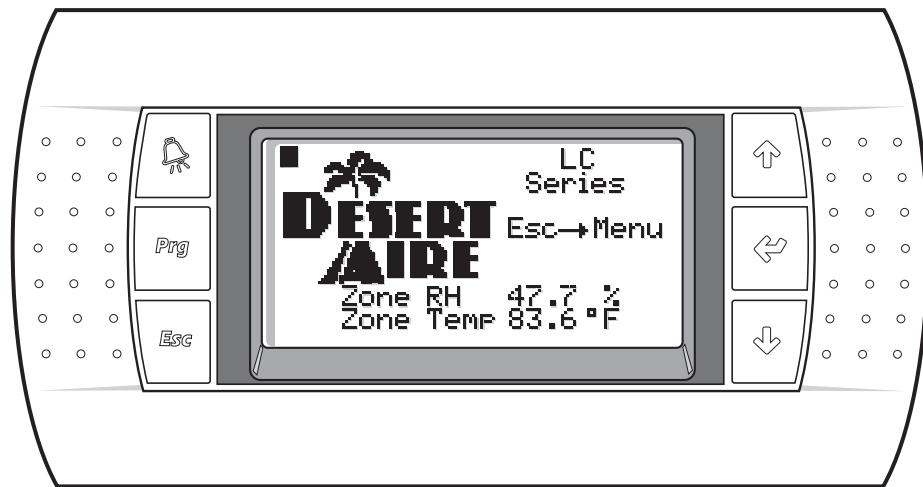 LC
Series
DESERT
AIRE
Esc→Menu
Zone RH 47.7 %
Zone Temp 83.6°F
Prg
Esc